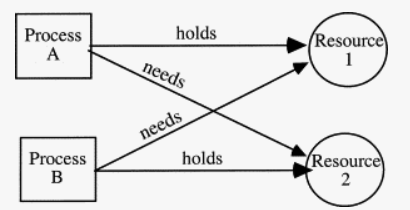 Process
A
holds
Resource
1
needs
needs
Process
B
holds
Resource
2